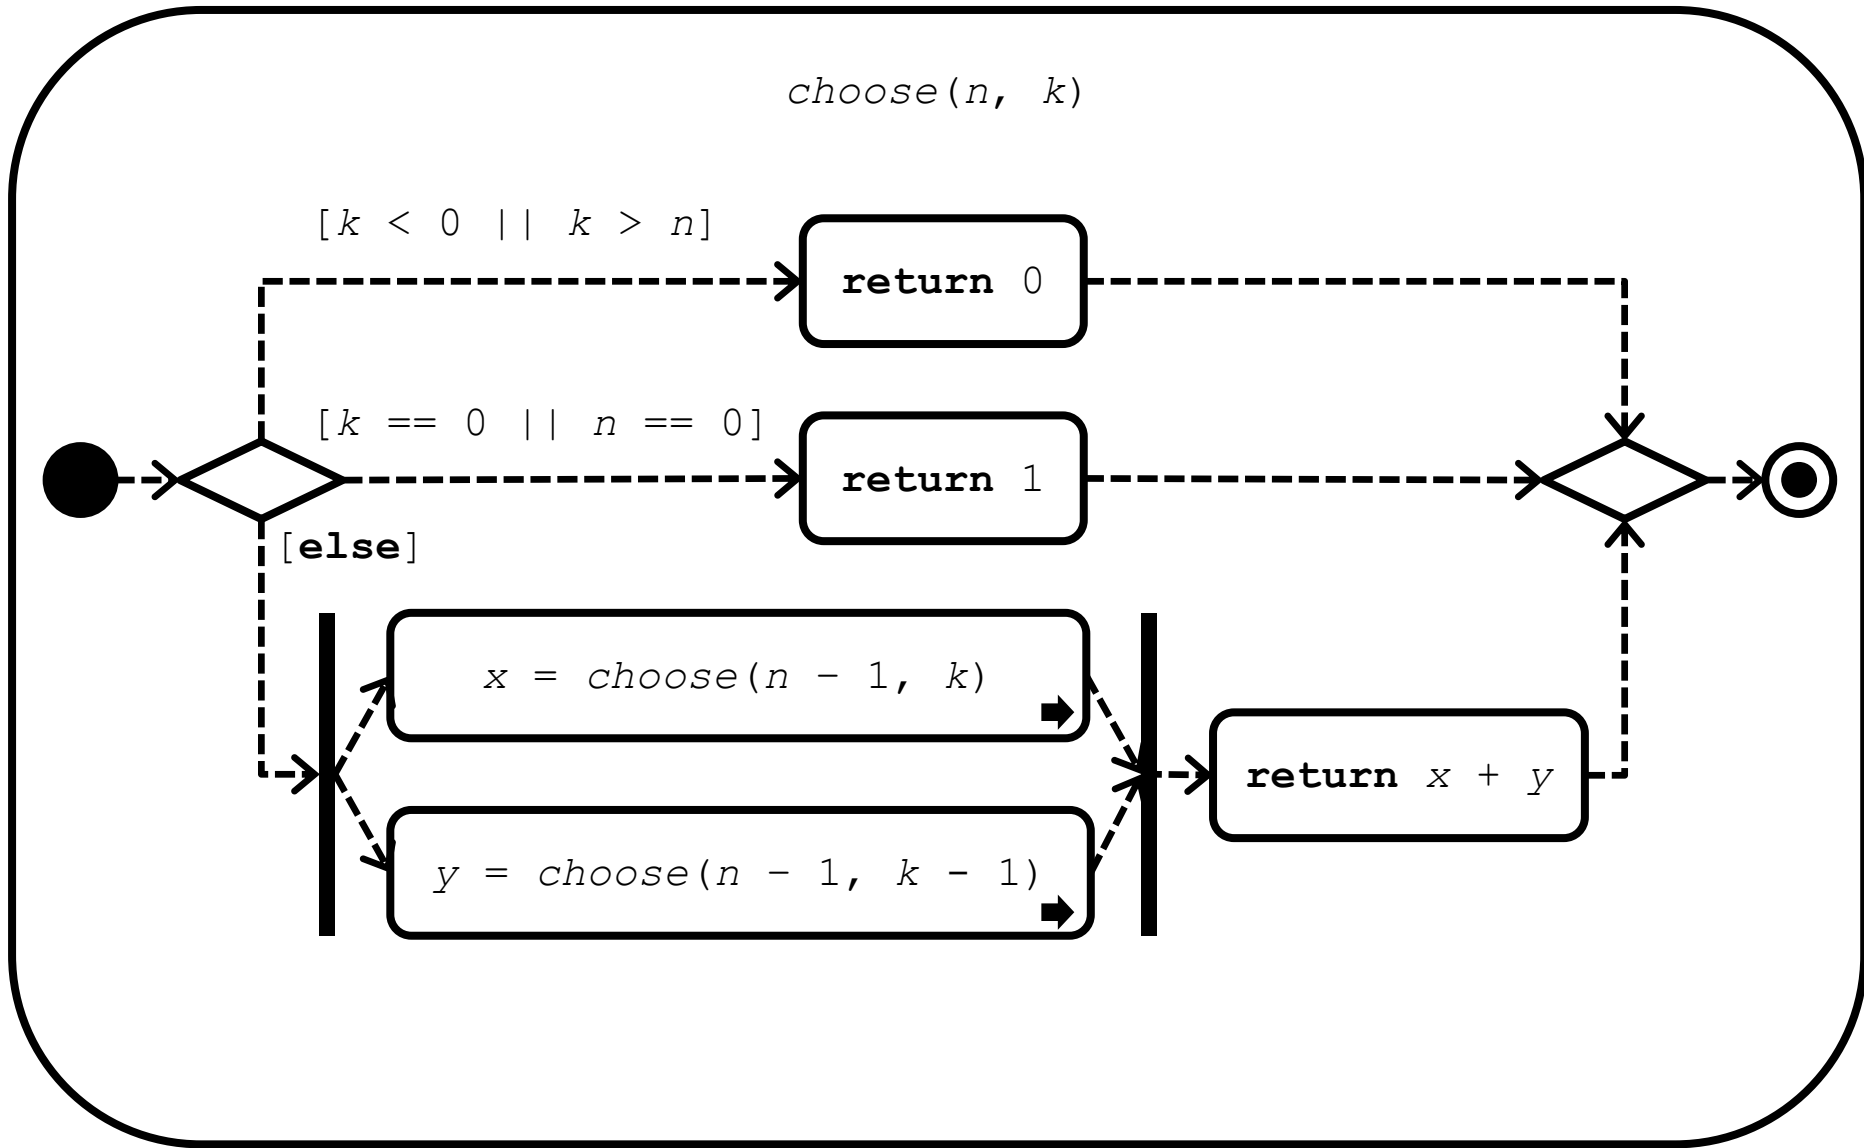 choose(n, k)
[k < 0 || k > n]
return 0
[k == 0 || n == 0]
return 1
[else]
x = choose(n − 1, k)
y = choose(n − 1, k - 1)
return x + y